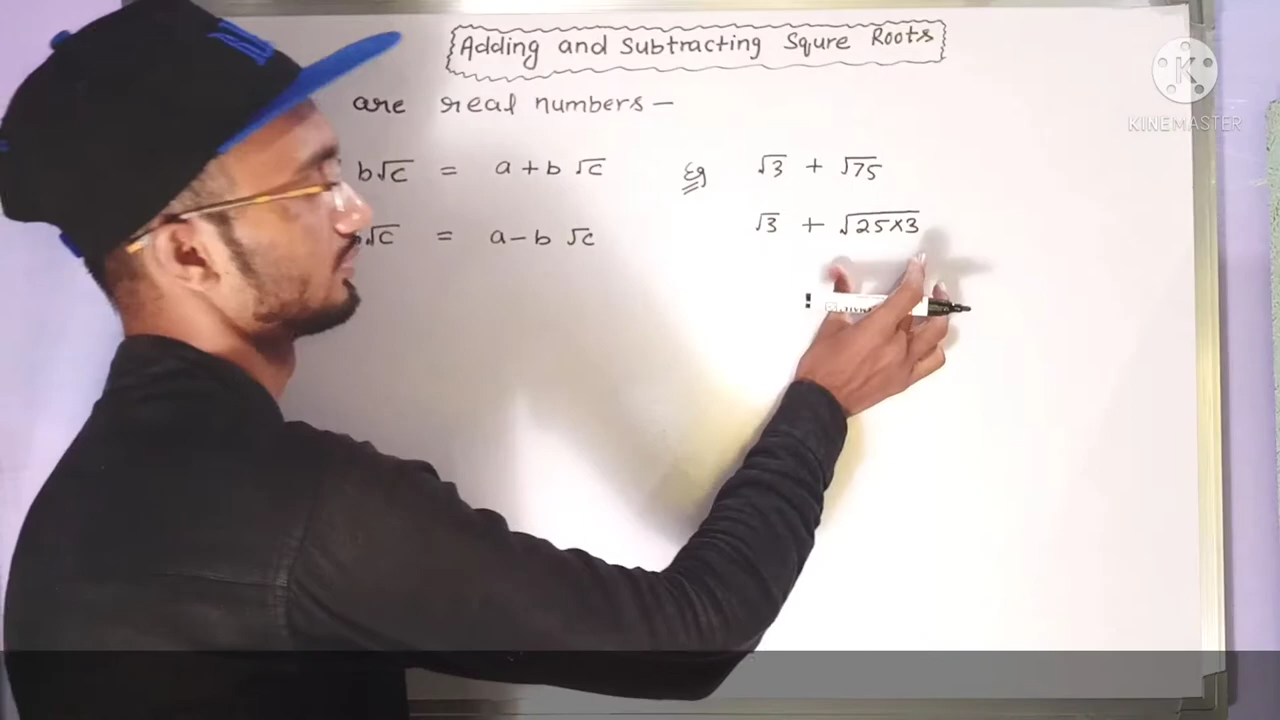 Adding and Subtracting Squre Roots
are real numbers –
b√c = a+b √c
√c = a-b √c
Eg √3 + √75
√3 + √25×3
K
KINEMASTER